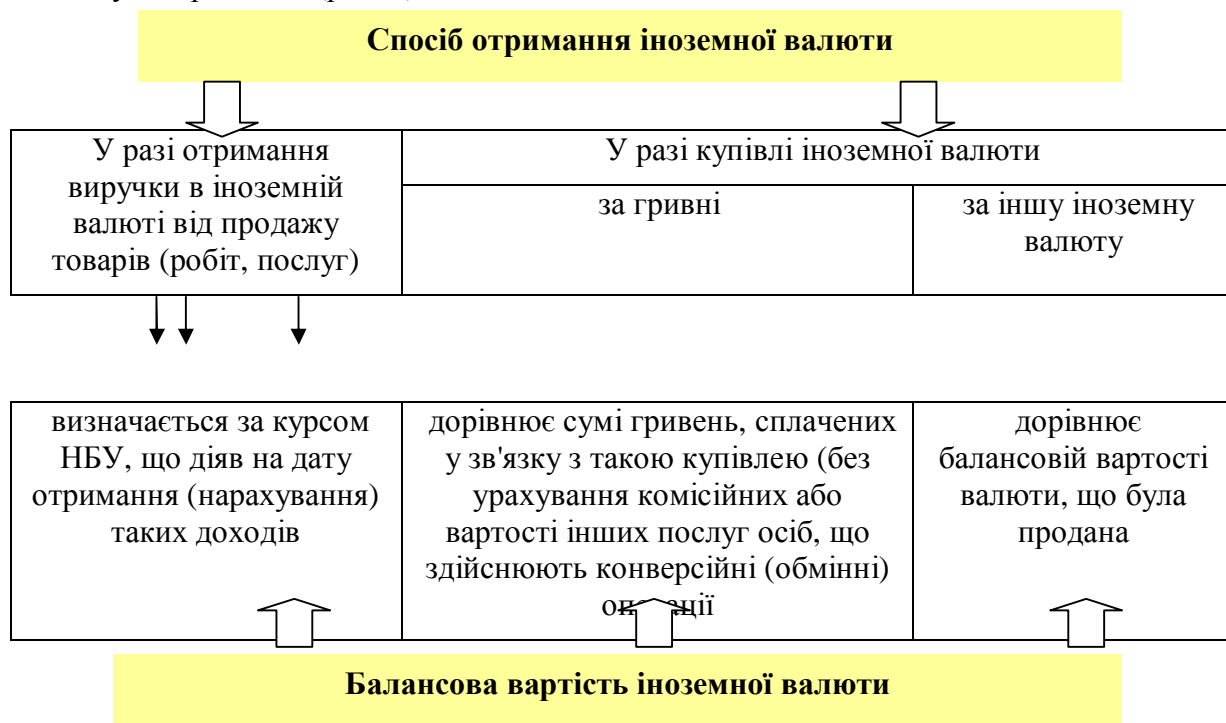 Спосіб отримання іноземної валюти
У разі отримання
виручки в іноземній
валюті від продажу
товарів (робіт, послуг)
У разі купівлі іноземної валюти
за гривні
за іншу іноземну
валюту
визначається за курсом
НБУ, що діяв на дату
отримання (нарахування)
таких доходів
дорівнює сумі гривень, сплачених
у зв'язку з такою купівлею (без
урахування комісійних або
вартості інших послуг осіб, що
здійснюють конверсійні (обмінні)
операції
дорівнює
балансовій вартості
валюти, що була
продана
Балансова вартість іноземної валюти